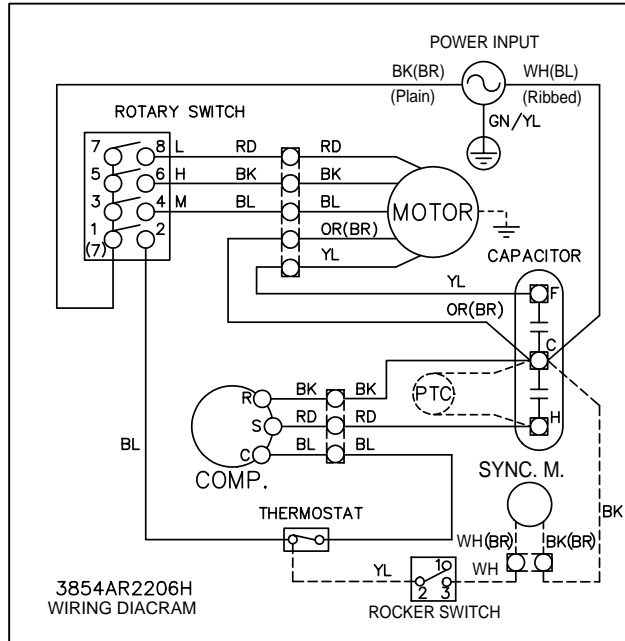 POWER INPUT
BK(BR) WH(BL)
(Plain) (Ribbed)
GN/YL
ROTARY SWITCH
7 8 L RD RD
5 6 H BK BK
3 4 M BL BL
MOTOR
1 2 OR(BR)
(7)
YL
CAPACITOR
YL F
OR(BR)
C
R BK BK
PTC
S RD RD H
C BL BL
COMP.
SYNC. M.
BL
BK
THERMOSTAT
WH(BR) BK(BR)
YL 1 WH
2 3
3854AR2206H
WIRING DIACRAM
ROCKER SWITCH